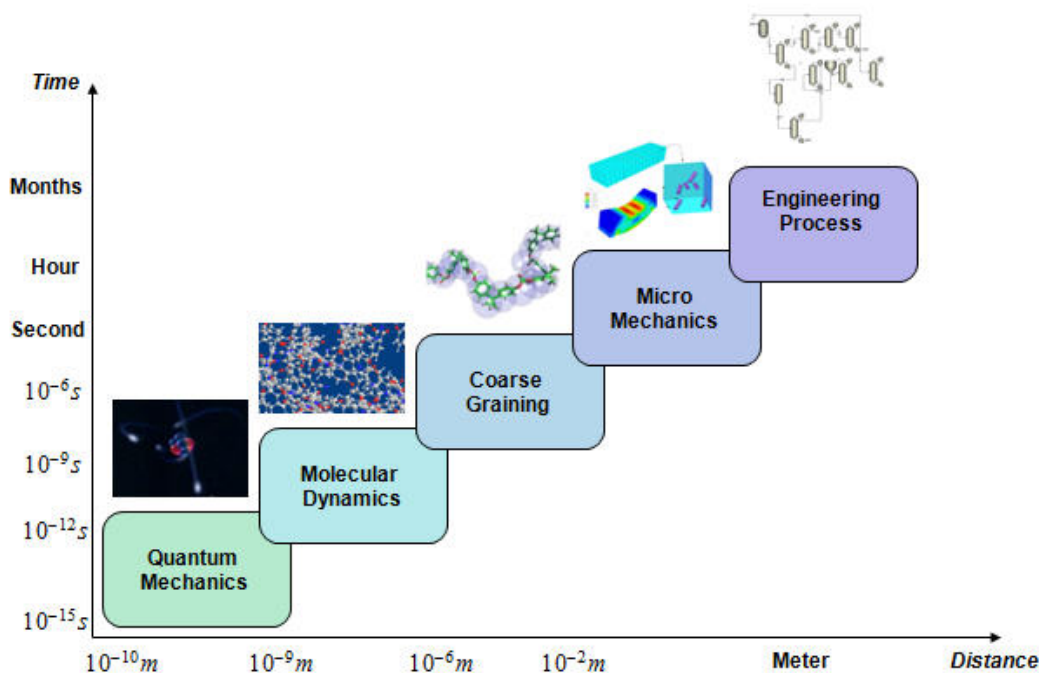 Time
Months
Hour
Second
10⁻⁶s
10⁻⁹s
10⁻¹²s
10⁻¹⁵s
Engineering
Process
Micro
Mechanics
Coarse
Graining
Molecular
Dynamics
Quantum
Mechanics
10⁻¹⁰m
10⁻⁹m
10⁻⁶m
10⁻²m
Meter
Distance